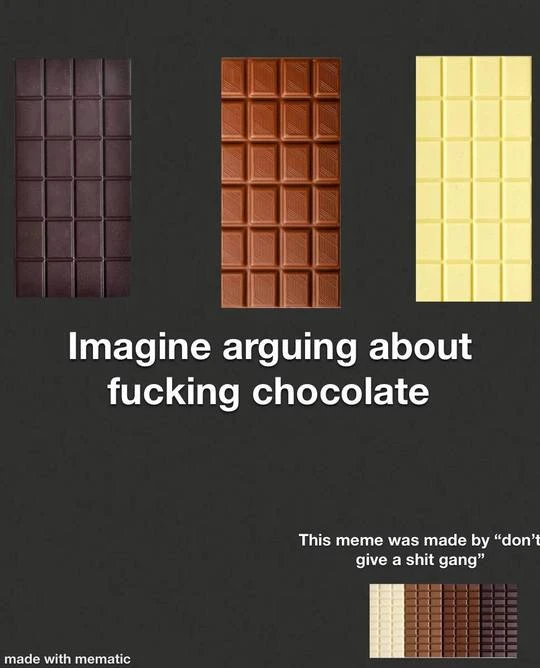 Imagine arguing about
fucking chocolate
This meme was made by “don’t
give a shit gang”
made with mematic